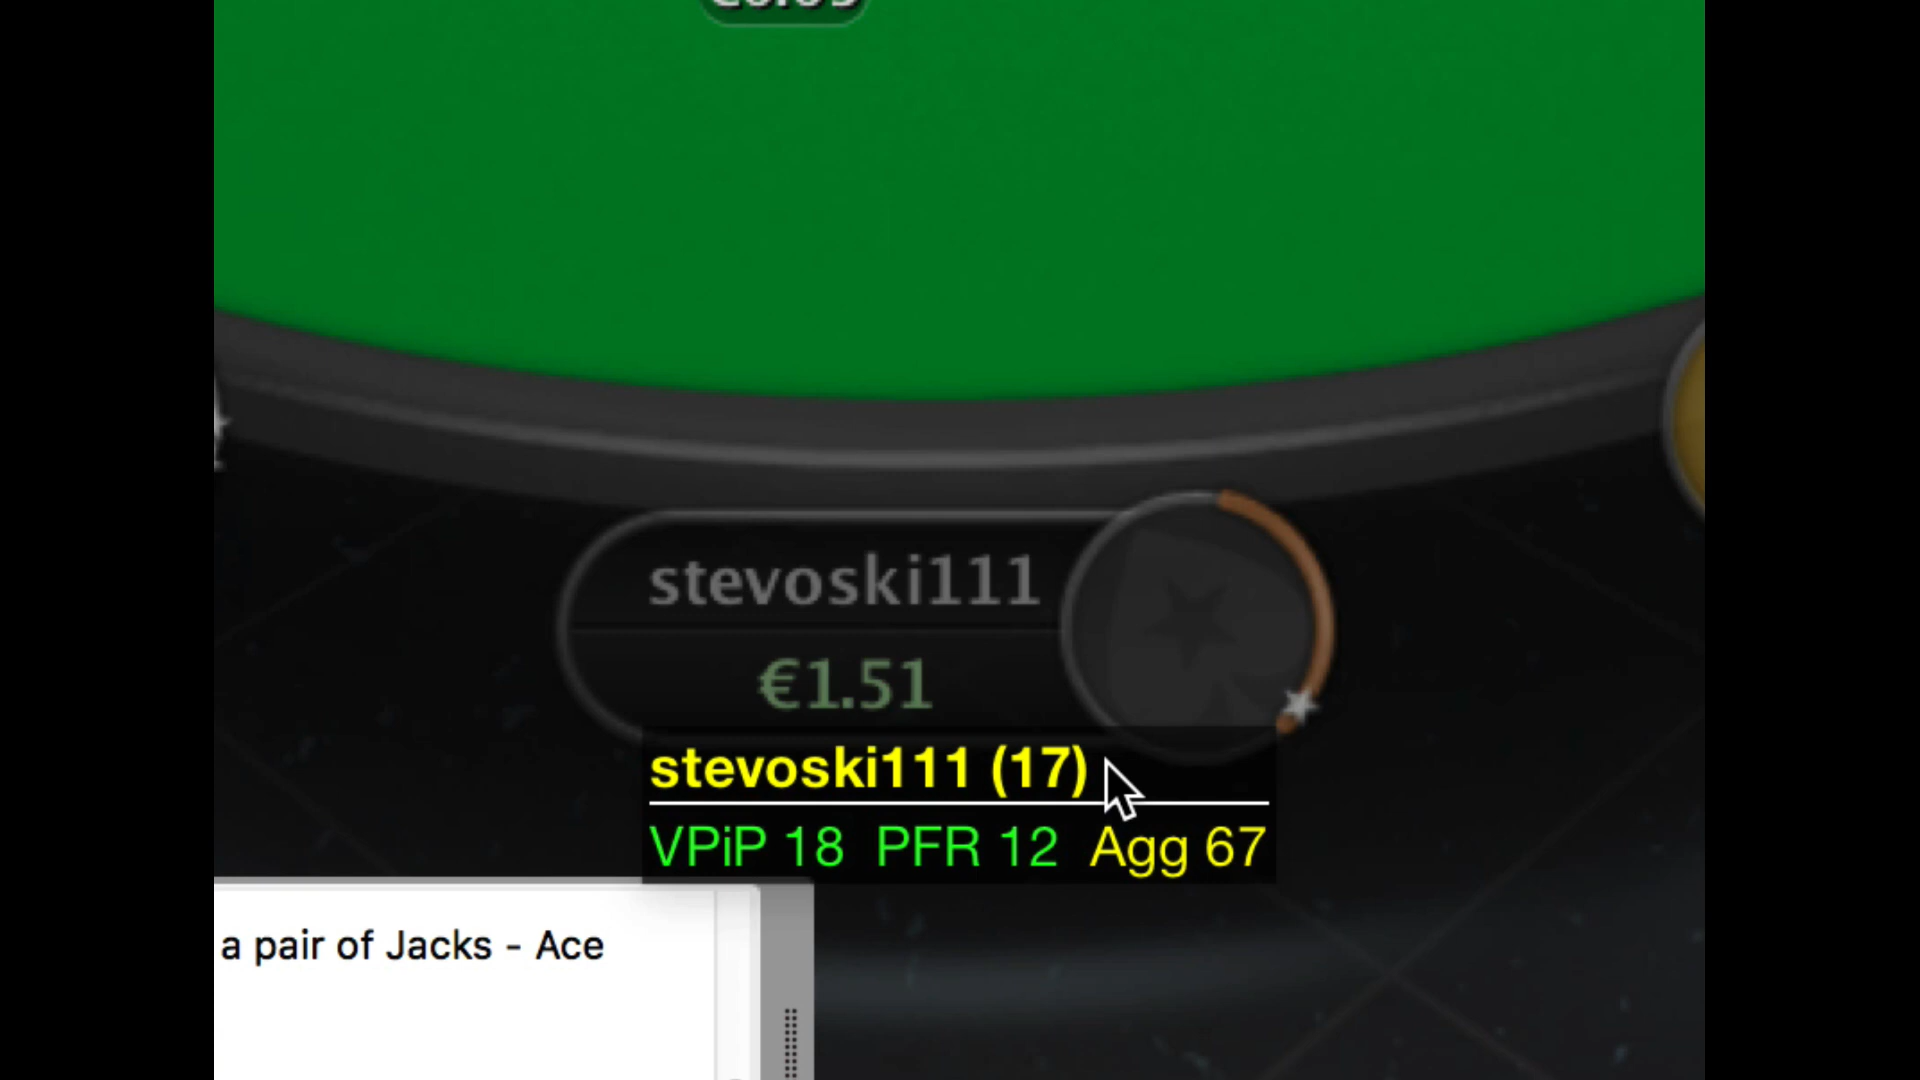 stevoski111
€1.51
stevoski111 (17)
VPiP 18 PFR 12 Agg 67
a pair of Jacks - Ace